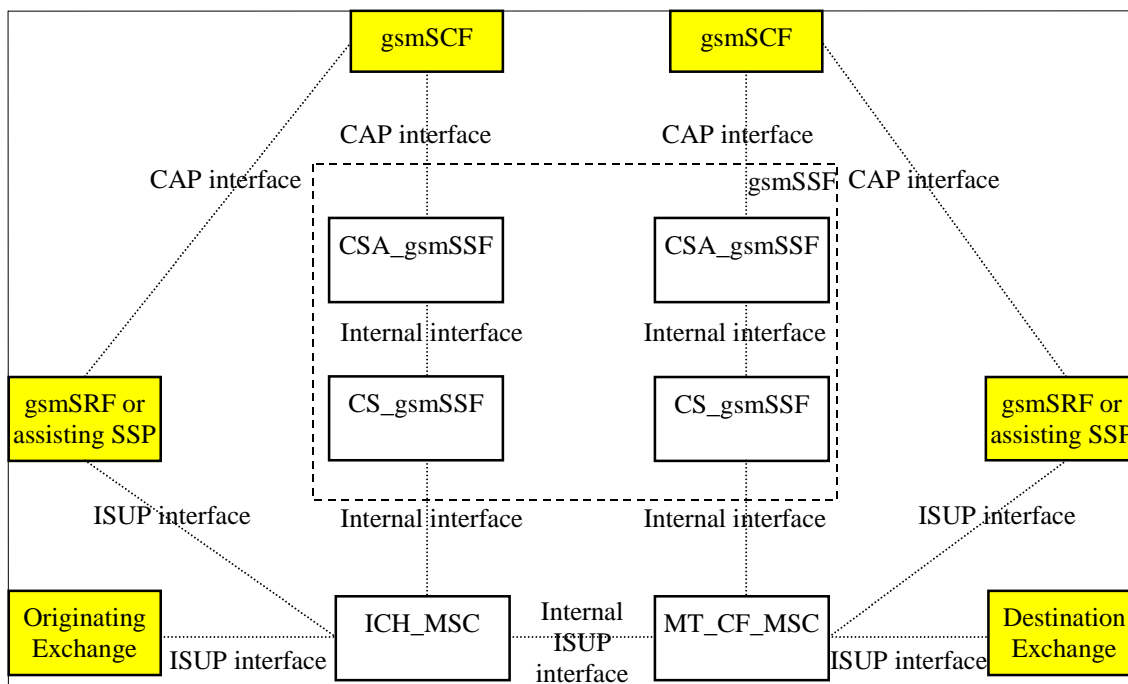 gsmSCF
gsmSCF
CAP interface
CAP interface
CAP interface
gsmSSF
CAP interface
CSA_gsmSSF
CSA_gsmSSF
Internal interface
Internal interface
gsmSRF or
assisting SSP
CS_gsmSSF
CS_gsmSSF
gsmSRF or
assisting SSP
ISUP interface
Internal interface
Internal interface
ISUP interface
Originating
Exchange
ISUP interface
ICH_MSC
Internal
ISUP
interface
MT_CF_MSC
ISUP interface
Destination
Exchange